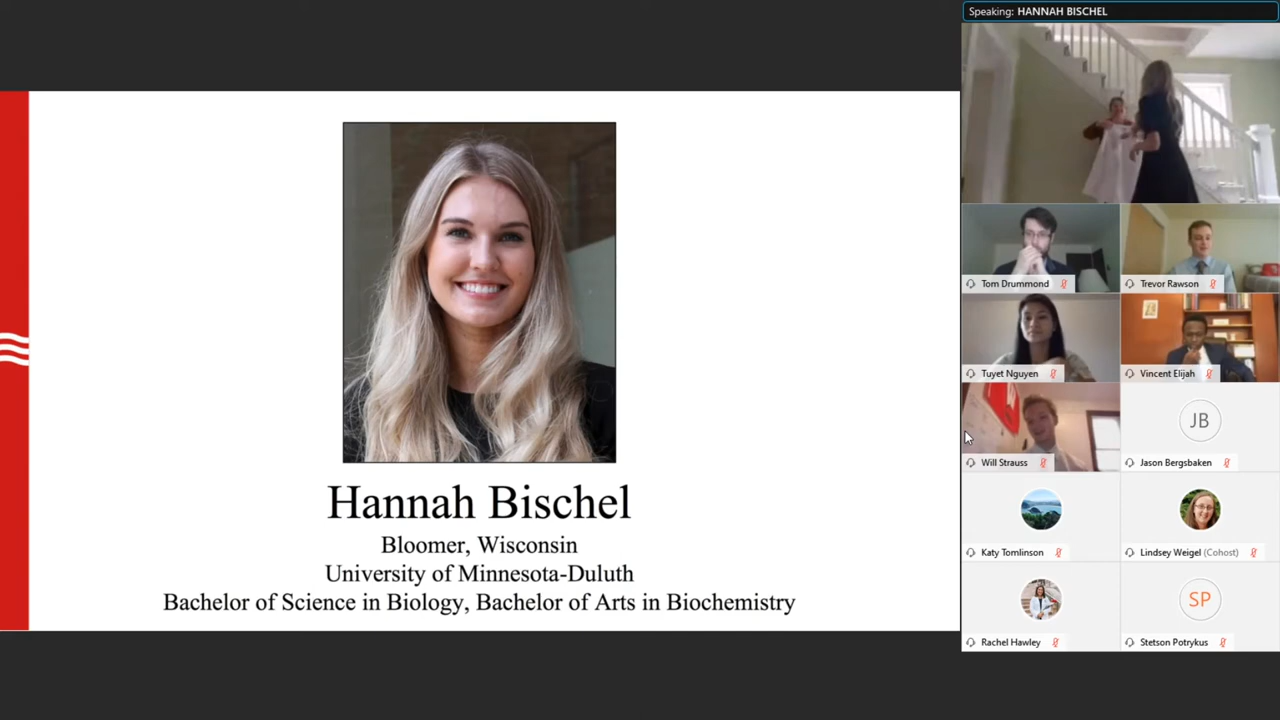 Speaking: HANNAH BISCHEL
Hannah Bischel
Bloomer, Wisconsin
University of Minnesota-Duluth
Bachelor of Science in Biology, Bachelor of Arts in Biochemistry
Tom Drummond
Trevor Rawson
Tuyet Nguyen
Vincent Elijah
Will Strauss
JB
Jason Bergsbaken
Katy Tomlinson
Lindsey Weigel (Cohost)
Rachel Hawley
SP
Stetson Potrykus